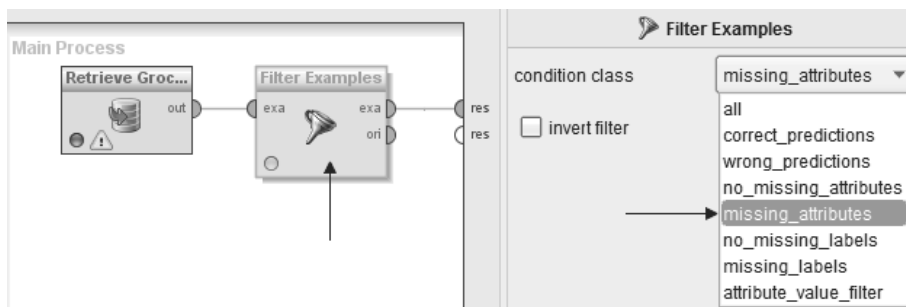 Main Process
Retrieve Groc...
out
Filter Examples
exa
exa
ori
res
res
Filter Examples
condition class
missing_attributes
invert filter
all
correct_predictions
wrong_predictions
no_missing_attributes
missing_attributes
no_missing_labels
missing_labels
attribute_value_filter